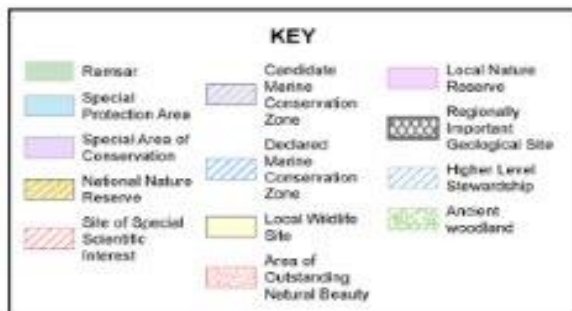 KEY
Ramsar
Special
Protection Area
Special Area of
Conservation
National Nature
Reserve
Site of Special
Scientific
Interest
Candidate
Marine
Conservation
Zone
Declared
Marine
Conservation
Zone
Local Wildlife
Site
Area of
Outstanding
Natural Beauty
Local Nature
Reserve
Regionally
Important
Geological Site
Higher Level
Stewardship
Ancient
woodland